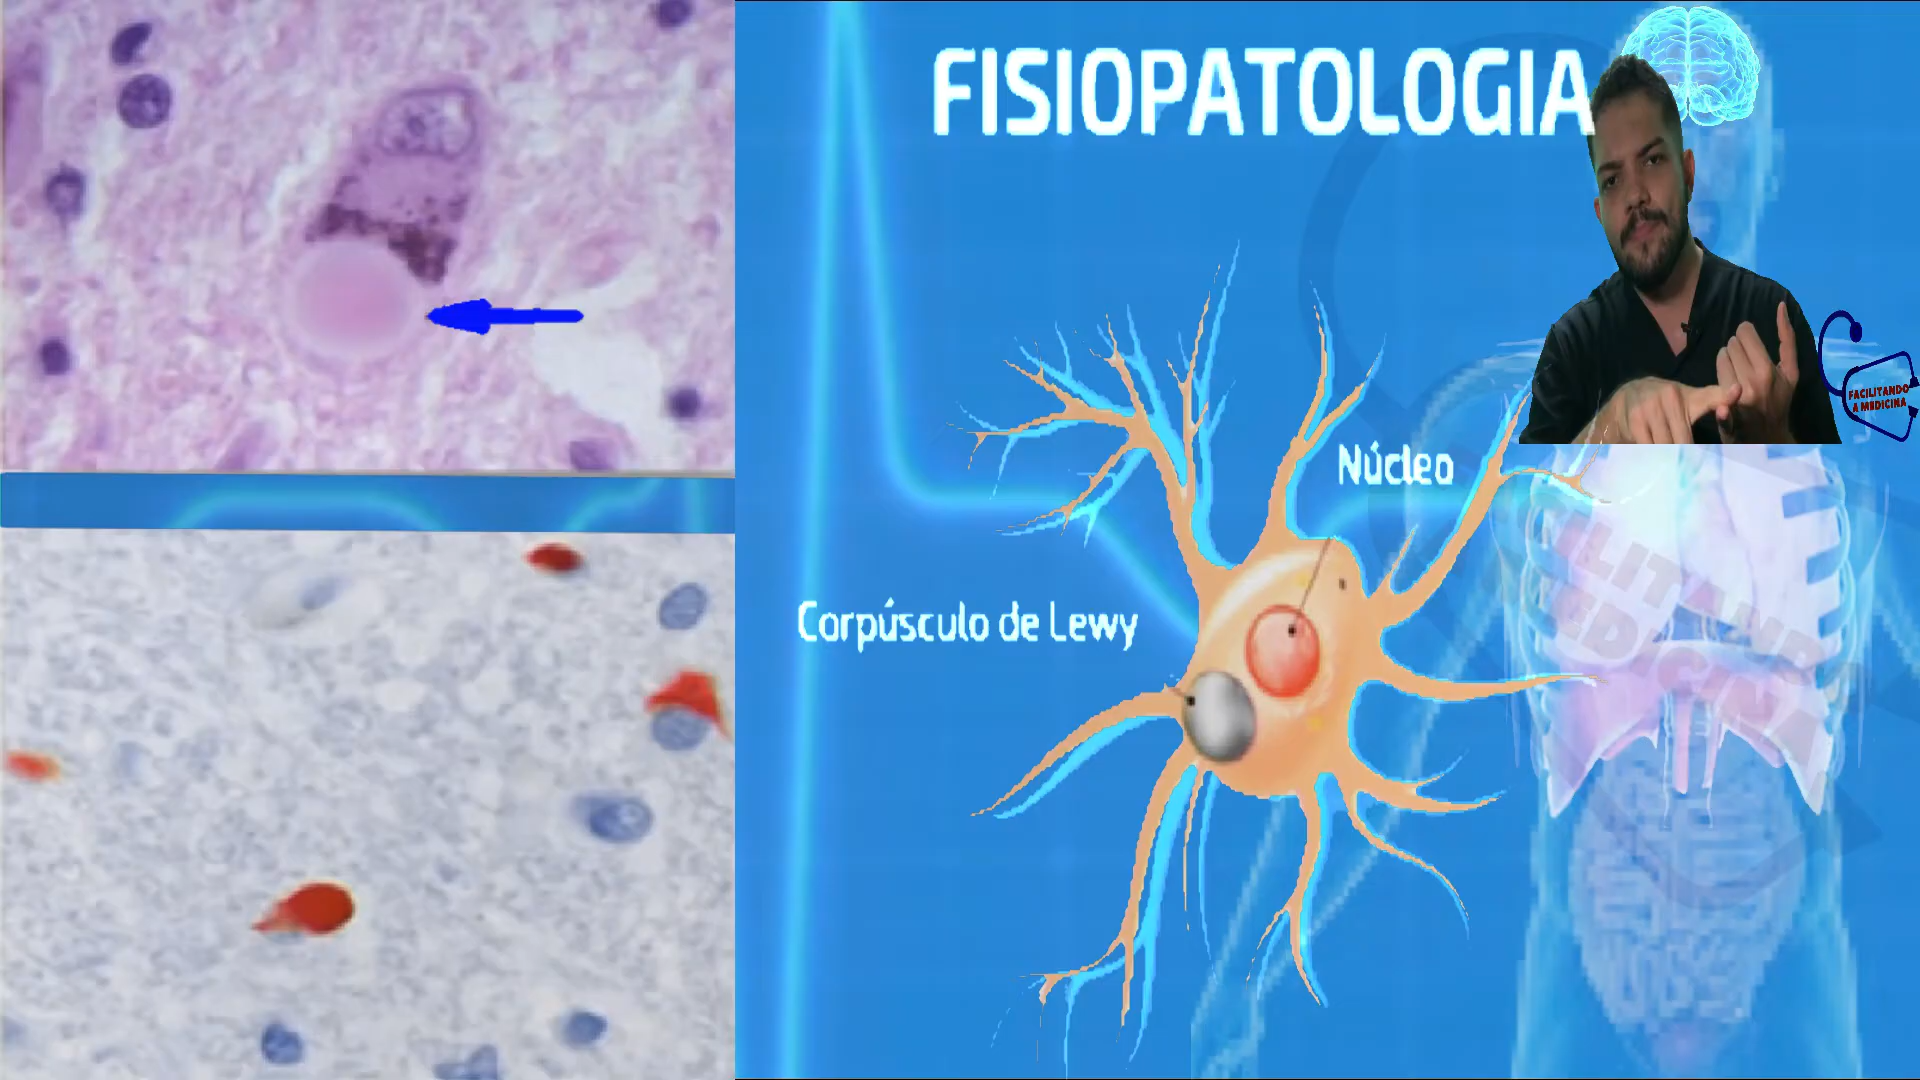 FISIOPATOLOGIA
Núcleo
Corpúsculo de Lewy
FACILITANDO
A MEDICINA